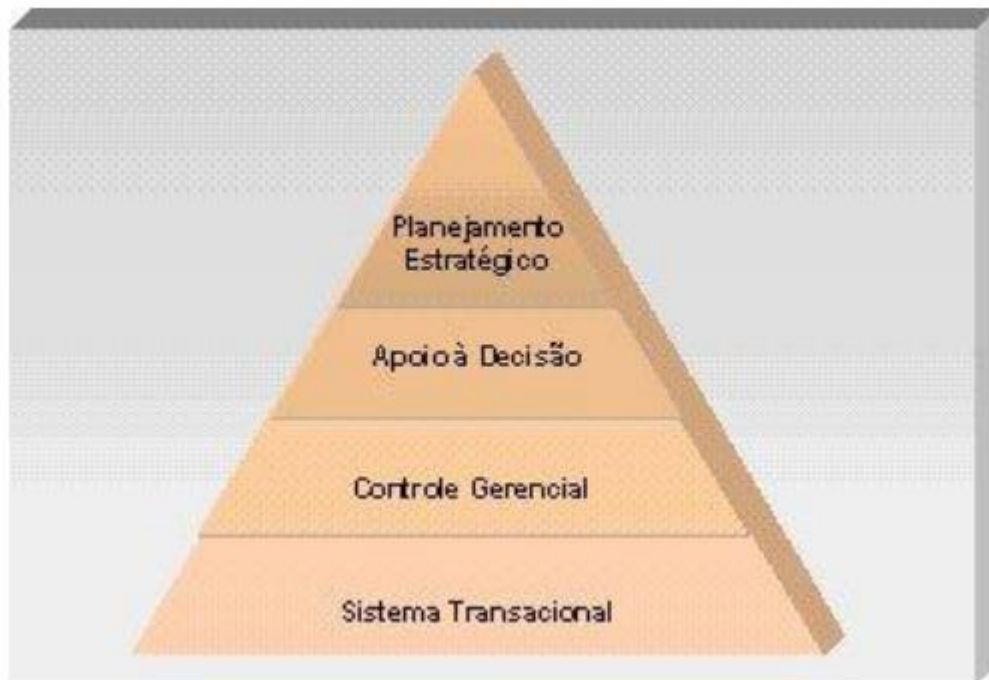 Planejamento
Estratégico
Apoio à Decisão
Controle Gerencial
Sistema Transacional